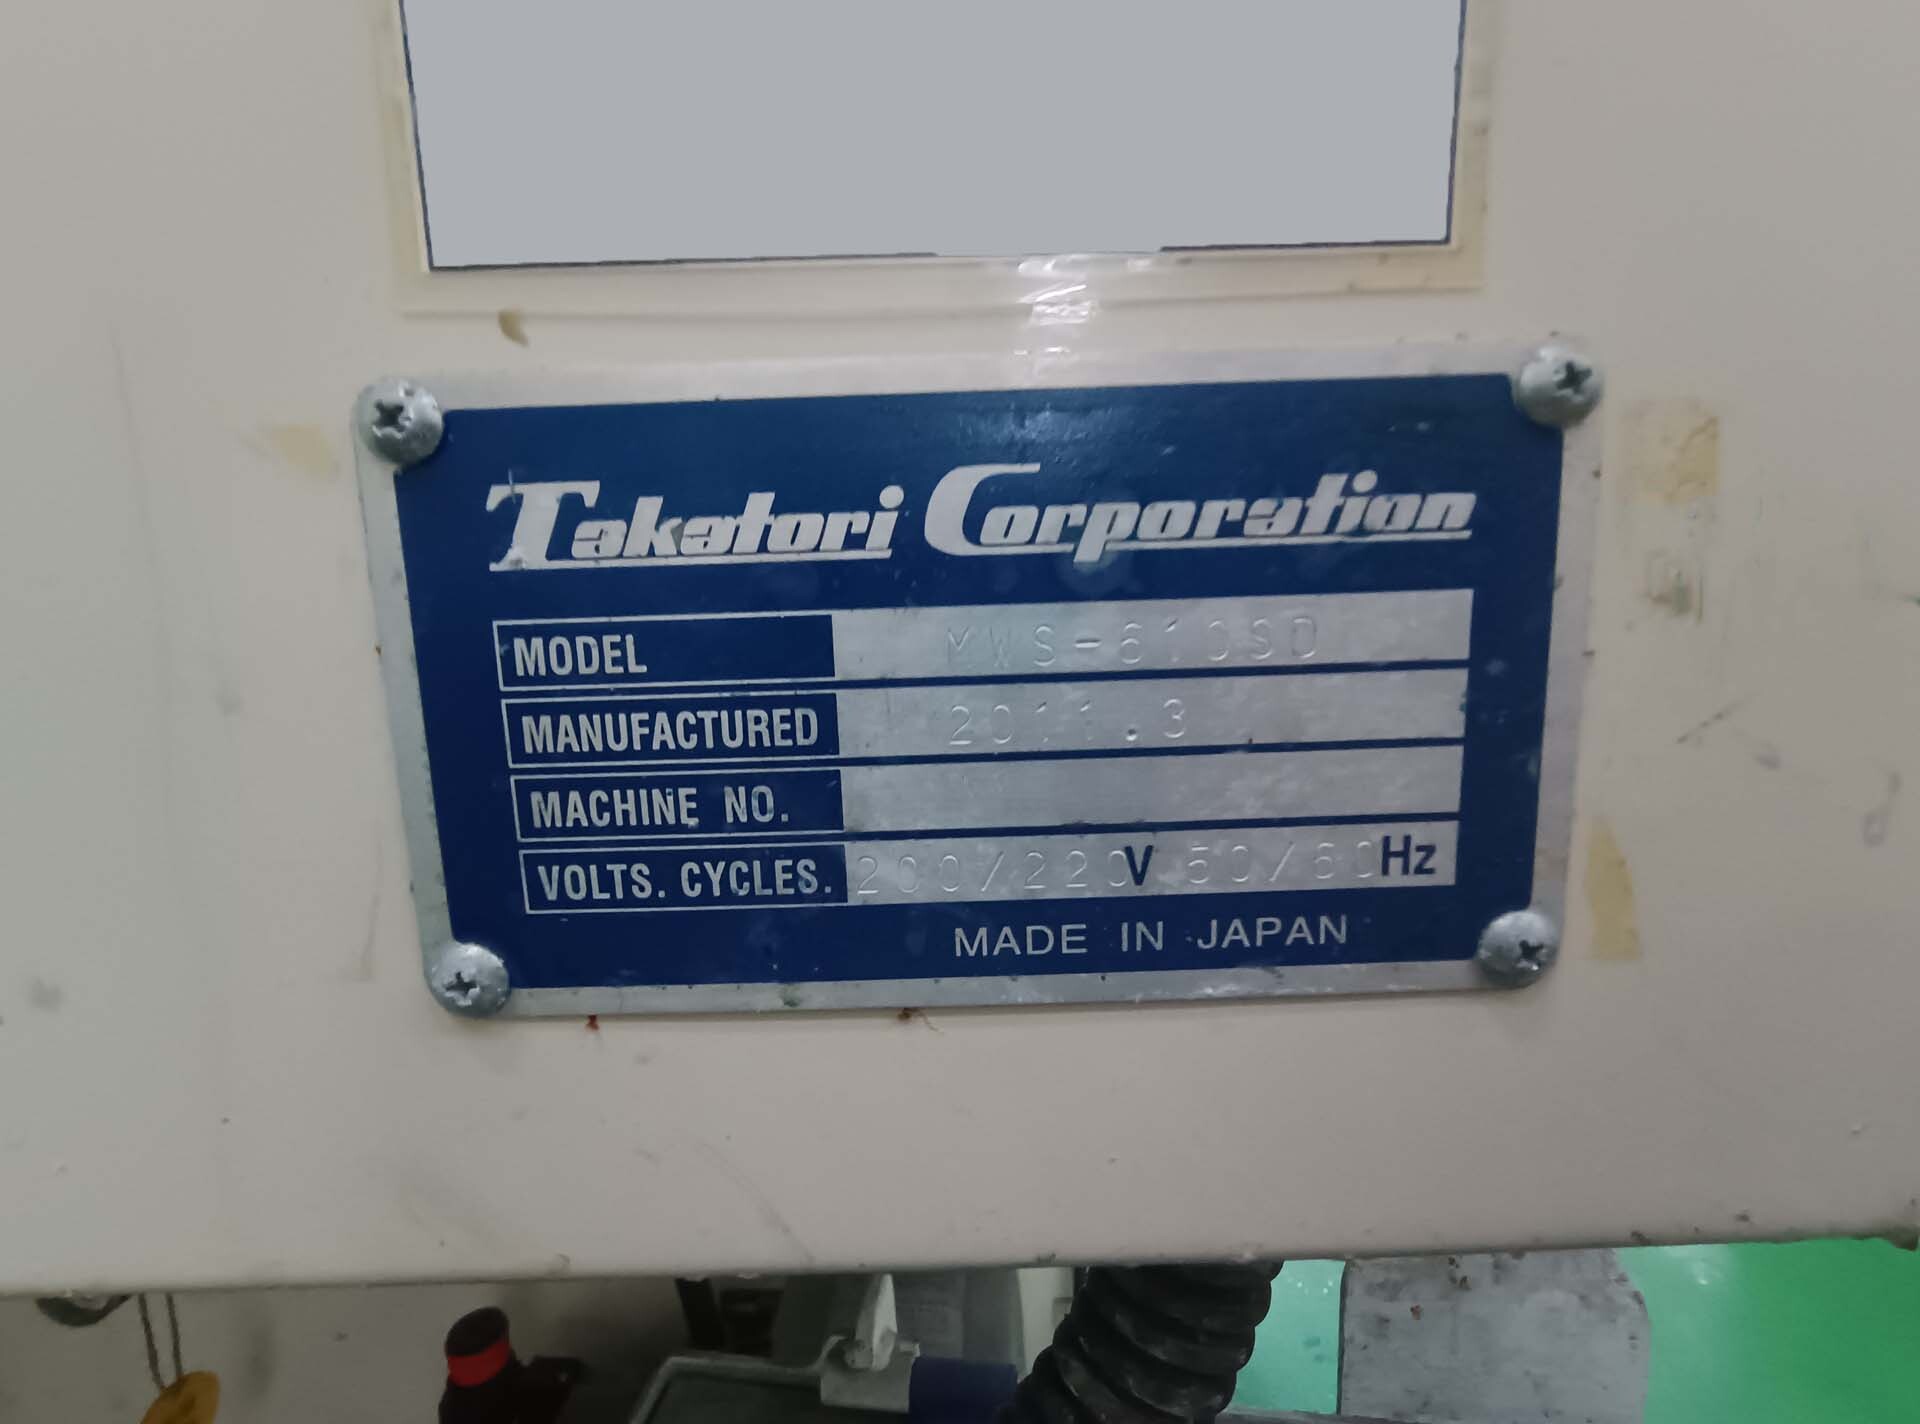 Takatori Corporation
MODEL MWS-610SD
MANUFACTURED 2011.3
MACHINE NO.
VOLTS. CYCLES. 200/220V 50/60Hz
MADE IN JAPAN